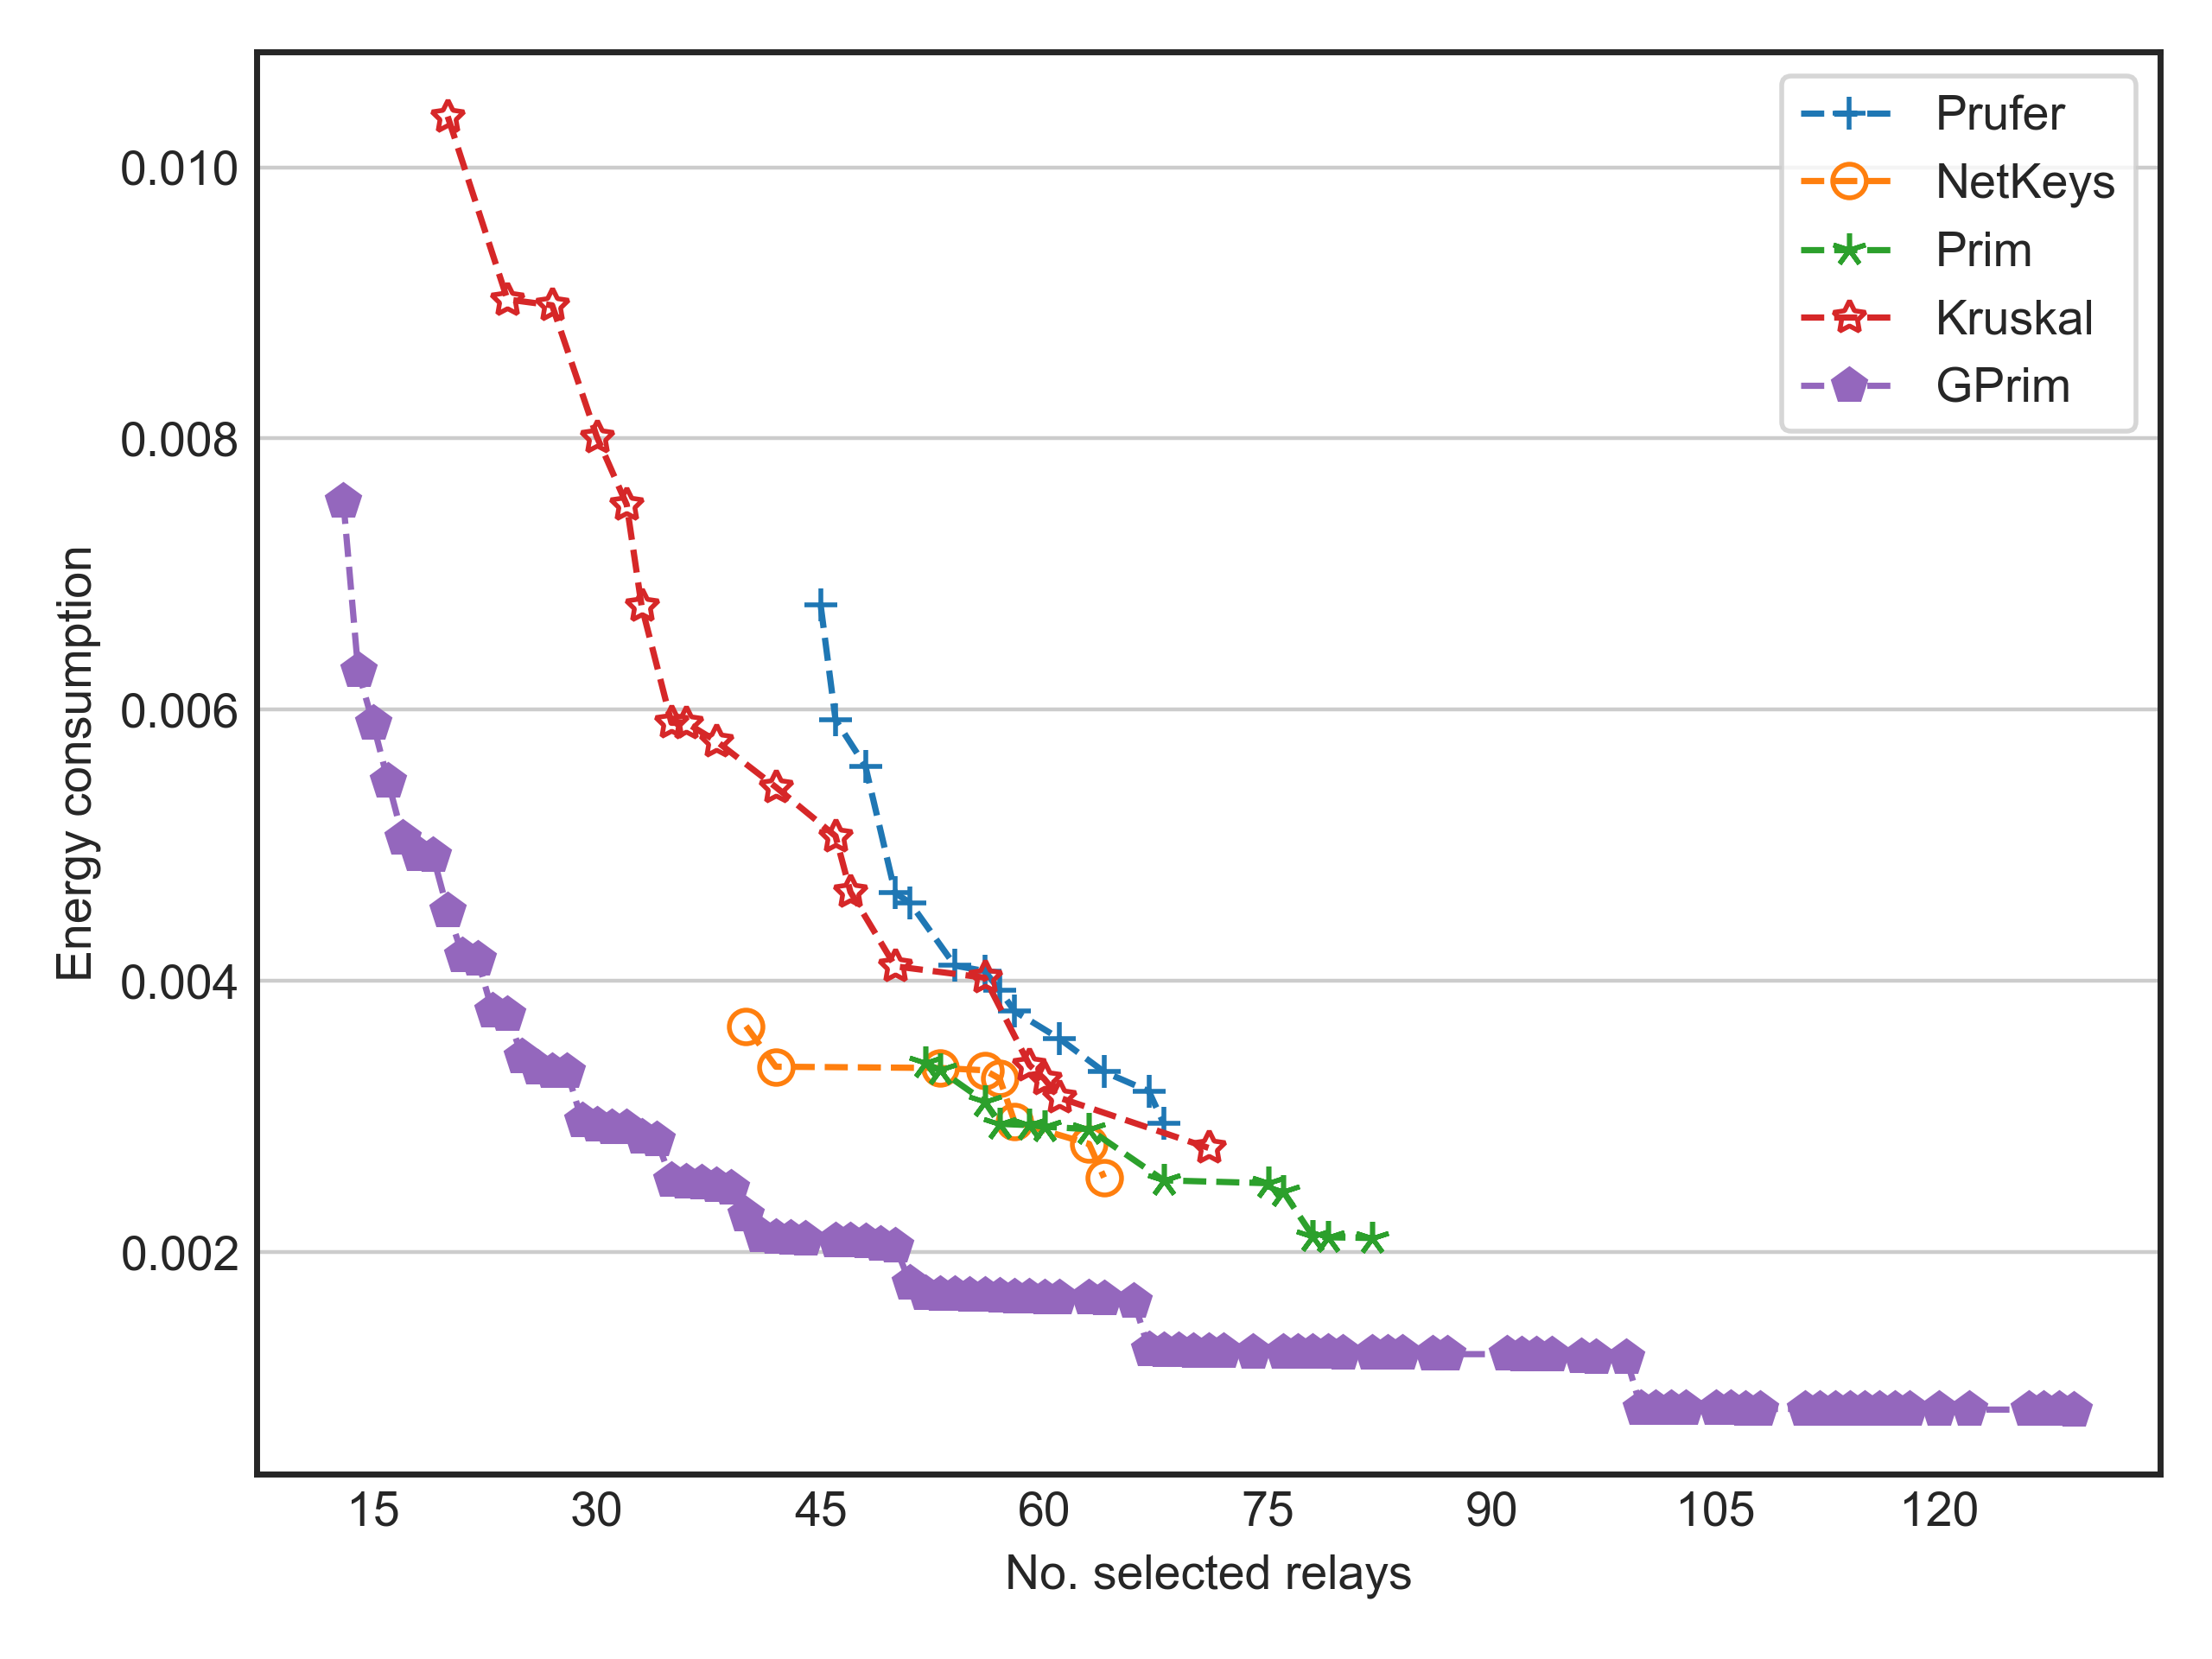 Energy consumption
0.010
0.008
0.006
0.004
0.002
15 30 45 60 75 90 105 120
No. selected relays
Prufer
NetKeys
Prim
Kruskal
GPrim